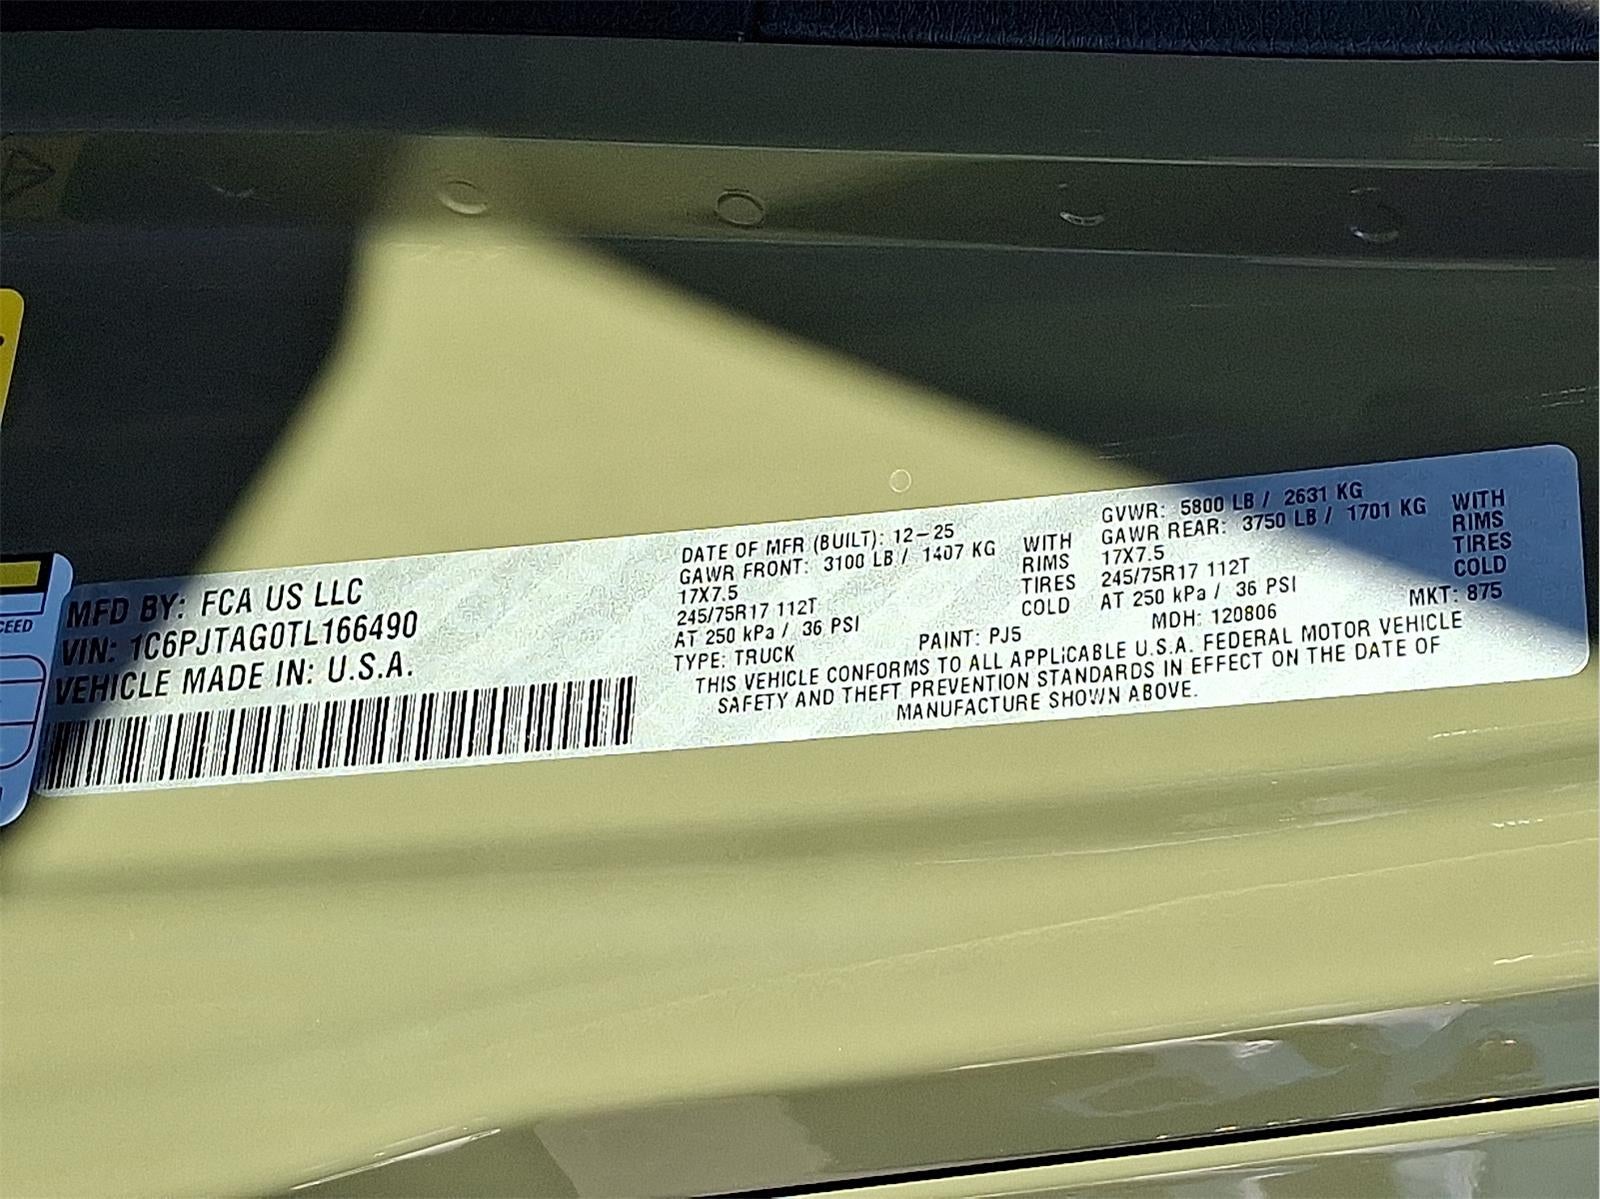 CEED
MFD BY: FCA US LLC
VIN: 1C6PJTAG0TL166490
VEHICLE MADE IN: U.S.A.
DATE OF MFR (BUILT): 12-25
GAWR FRONT: 3100 LB / 1407 KG WITH
17X7.5 RIMS
245/75R17 112T TIRES
AT 250 kPa / 36 PSI COLD
GVWR: 5800 LB / 2631 KG
GAWR REAR: 3750 LB / 1701 KG WITH
17X7.5 RIMS
245/75R17 112T TIRES
AT 250 kPa / 36 PSI COLD
TYPE: TRUCK PAINT: PJ5 MDH: 120806 MKT: 875
THIS VEHICLE CONFORMS TO ALL APPLICABLE U.S.A. FEDERAL MOTOR VEHICLE
SAFETY AND THEFT PREVENTION STANDARDS IN EFFECT ON THE DATE OF
MANUFACTURE SHOWN ABOVE.